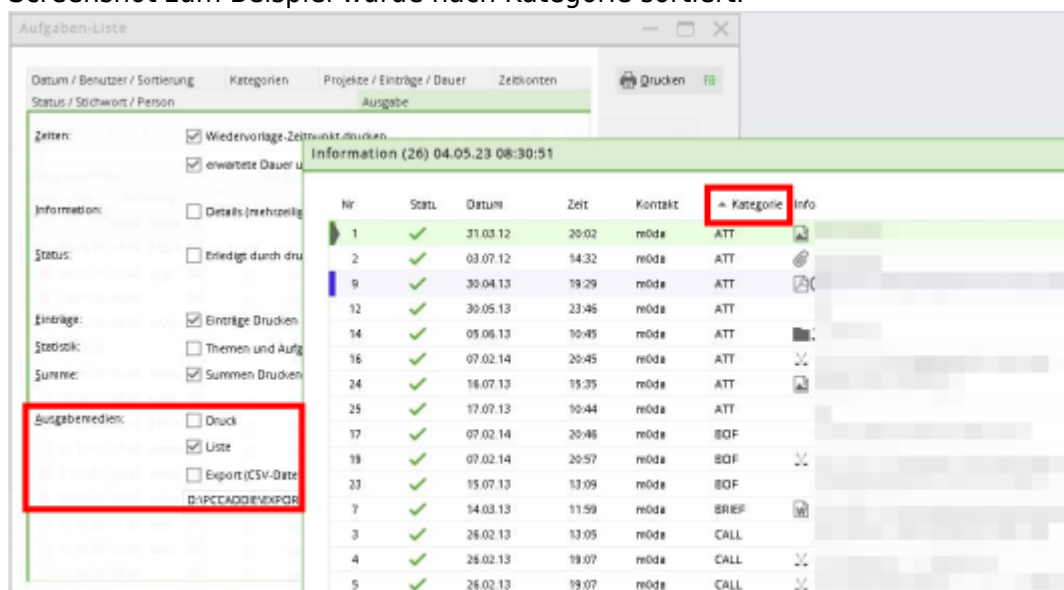 Screenshot zum Beispiel wurde nach Kategorie sortiert.
Aufgaben-Liste
Datum / Benutzer / Sortierung Kategorien Projekte / Einträge / Dauer Zeitkonten
Status / Stichwort / Person Ausgabe
Drucken F8
Zeiten: Wiedervorlage-Zeitpunkt drucken
erwartete Dauer u
Information: Details (mehrzeilig
Status: Erledigt durch dru
Einträge: Einträge Drucken
Statistik: Themen und Aufg
Summe: Summen Drucken
Ausgabemedien: Druck
Liste
Export (CSV-Date
D:\PCCADDIE\EXPOR
Information (26) 04.05.23 08:30:51
Nr Statu Datum Zeit Kontakt Kategorie Info
1 31.03.12 20:02 m0da ATT
2 03.07.12 14:32 m0da ATT
9 30.04.13 19:29 m0da ATT
12 30.05.13 23:46 m0da ATT
14 05.06.13 10:45 m0da ATT
16 07.02.14 20:45 m0da ATT
24 16.07.13 15:35 m0da ATT
25 17.07.13 10:44 m0da ATT
17 07.02.14 20:46 m0da BOF
19 07.02.14 20:57 m0da BOF
23 15.07.13 13:09 m0da BOF
7 14.03.13 11:59 m0da BRIEF
3 26.02.13 13:05 m0da CALL
4 26.02.13 19:07 m0da CALL
5 26.02.13 19:07 m0da CALL